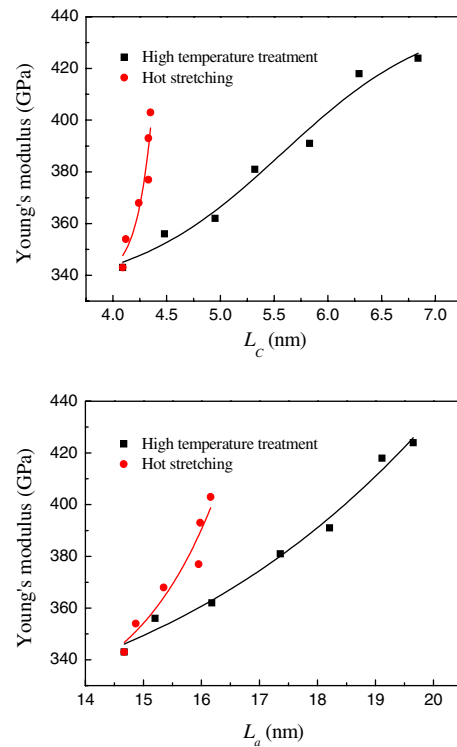 440
420
400
380
360
340
Young's modulus (GPa)
High temperature treatment
Hot stretching
4.0 4.5 5.0 5.5 6.0 6.5 7.0
L_C (nm)
440
420
400
380
360
340
Young's modulus (GPa)
High temperature treatment
Hot stretching
14 15 16 17 18 19 20
L_a (nm)